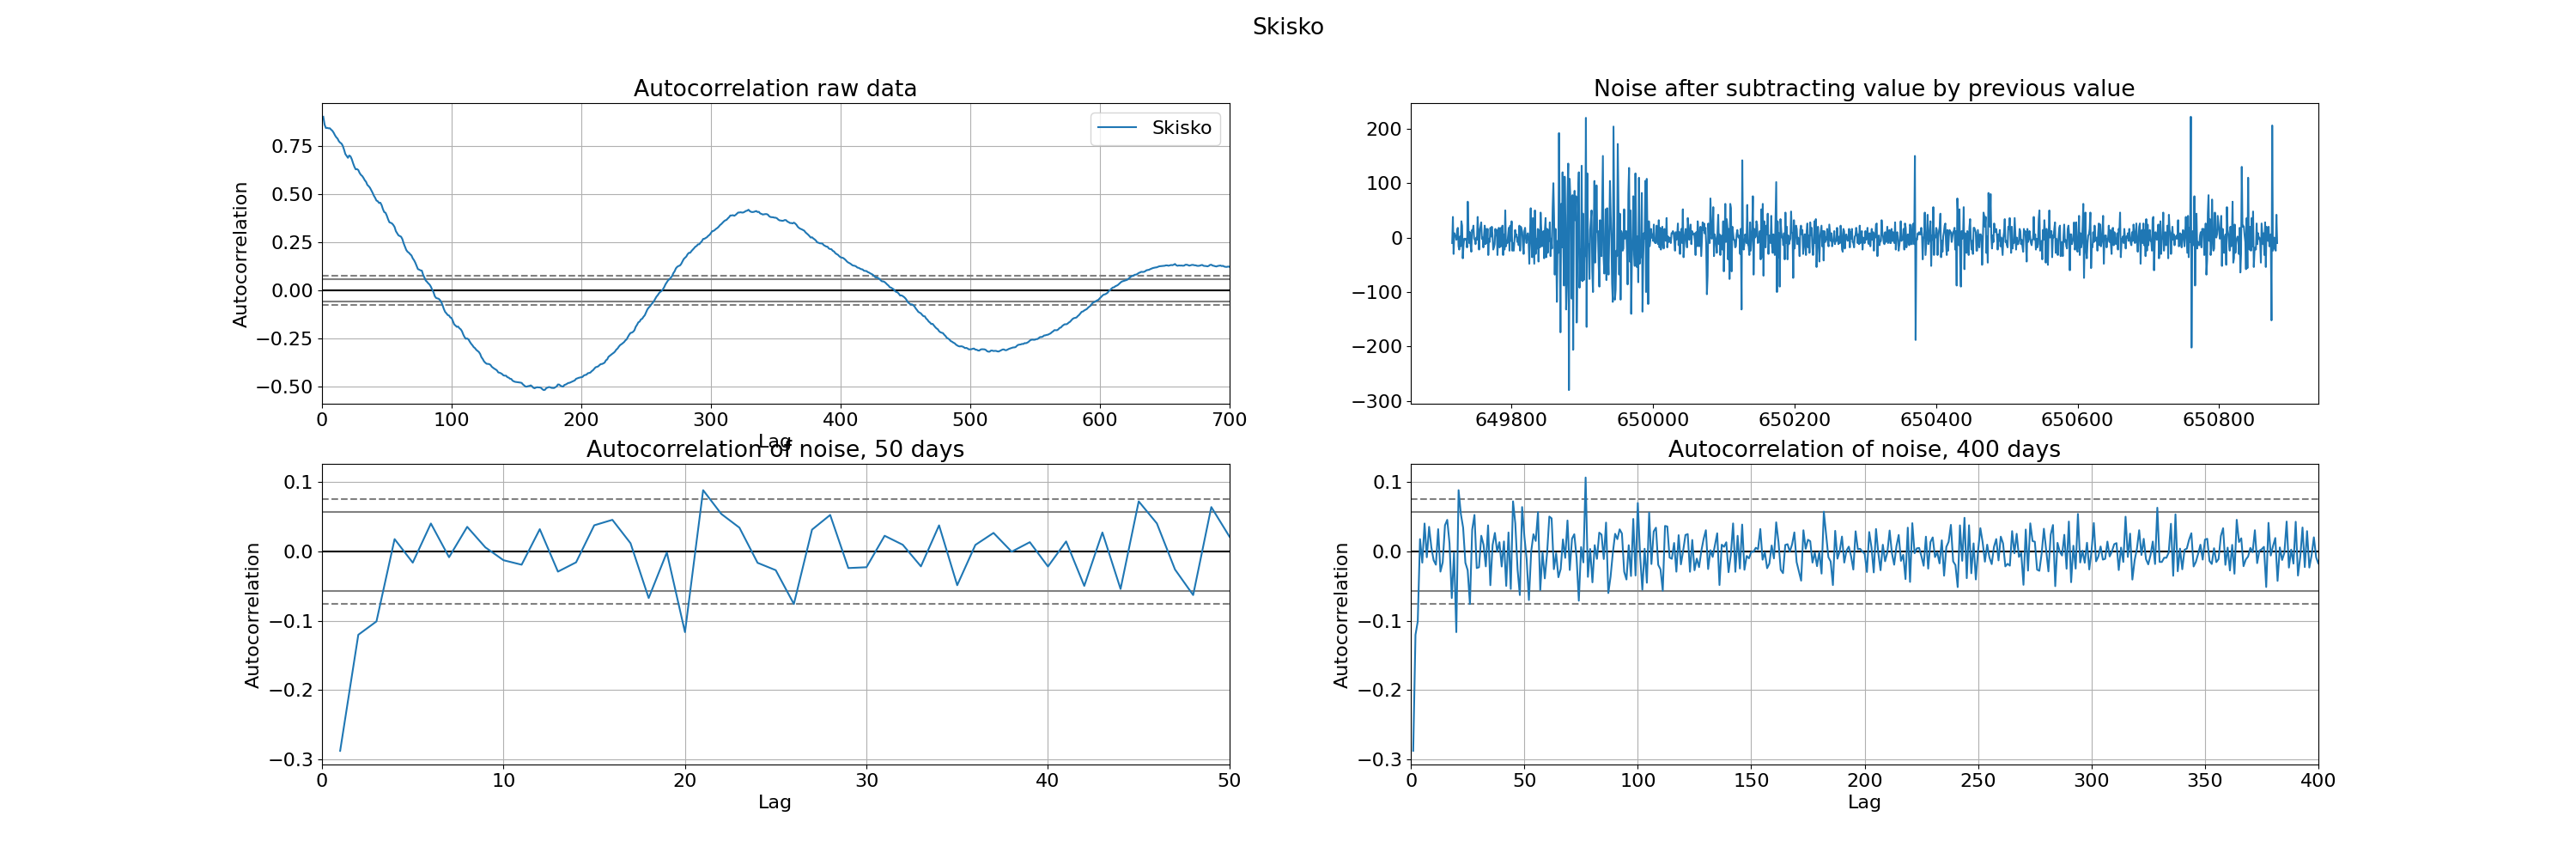 Skisko
Autocorrelation raw data
Autocorrelation
0.75
0.50
0.25
0.00
−0.25
−0.50
Skisko
0 100 200 300 400 500 600 700
Lag
Noise after subtracting value by previous value
200
100
0
−100
−200
−300
649800 650000 650200 650400 650600 650800
Autocorrelation of noise, 50 days
Autocorrelation
0.1
0.0
−0.1
−0.2
−0.3
0 10 20 30 40 50
Lag
Autocorrelation of noise, 400 days
Autocorrelation
0.1
0.0
−0.1
−0.2
−0.3
0 50 100 150 200 250 300 350 400
Lag